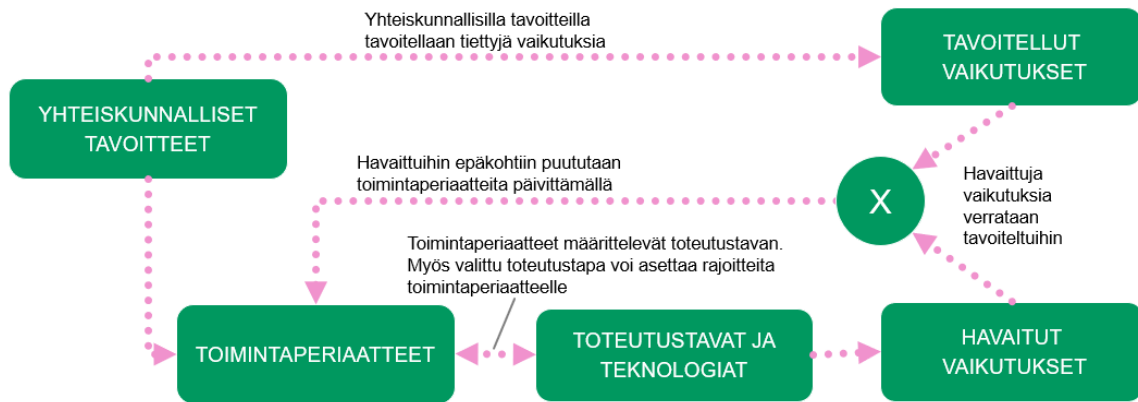 Yhteiskunnallisilla tavoitteilla
tavoitellaan tiettyjä vaikutuksia
TAVOITELLUT
VAIKUTUKSET
YHTEISKUNNALLISET
TAVOITTEET
Havaittuihin epäkohtiin puututaan
toimintaperiaatteita päivittämällä
X
Havaittuja
vaikutuksia
verrataan
tavoiteltuihin
Toimintaperiaatteet määrittelevät toteutustavan.
Myös valittu toteutustapa voi asettaa rajoitteita
toimintaperiaatteelle
TOIMINTAPERIAATTEET
TOTEUTUSTAVAT JA
TEKNOLOGIAT
HAVAITUT
VAIKUTUKSET